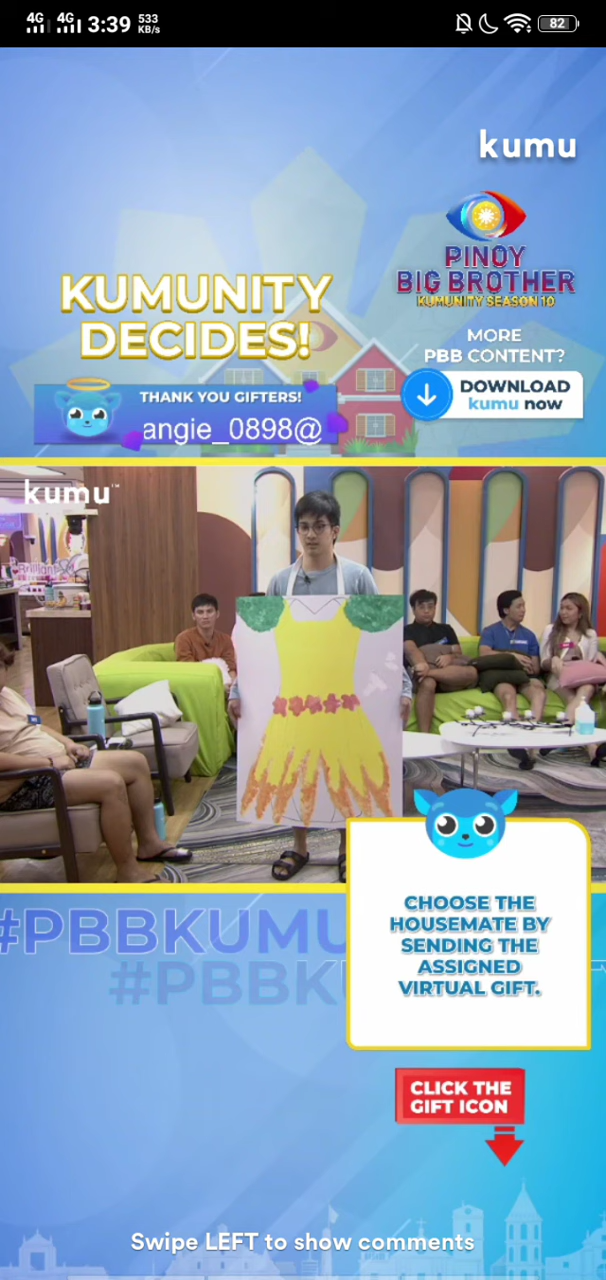 4G 4G 3:39 533 KB/s 82
kumu
PINOY
BIG BROTHER
KUMUNITY SEASON 10
KUMUNITY
DECIDES!
MORE
PBB CONTENT?
DOWNLOAD
kumu now
THANK YOU GIFTERS!
angie_0898@
kumu™
CHOOSE THE
HOUSEMATE BY
SENDING THE
ASSIGNED
VIRTUAL GIFT.
#PBBKUMU
#PBBK
CLICK THE
GIFT ICON
Swipe LEFT to show comments